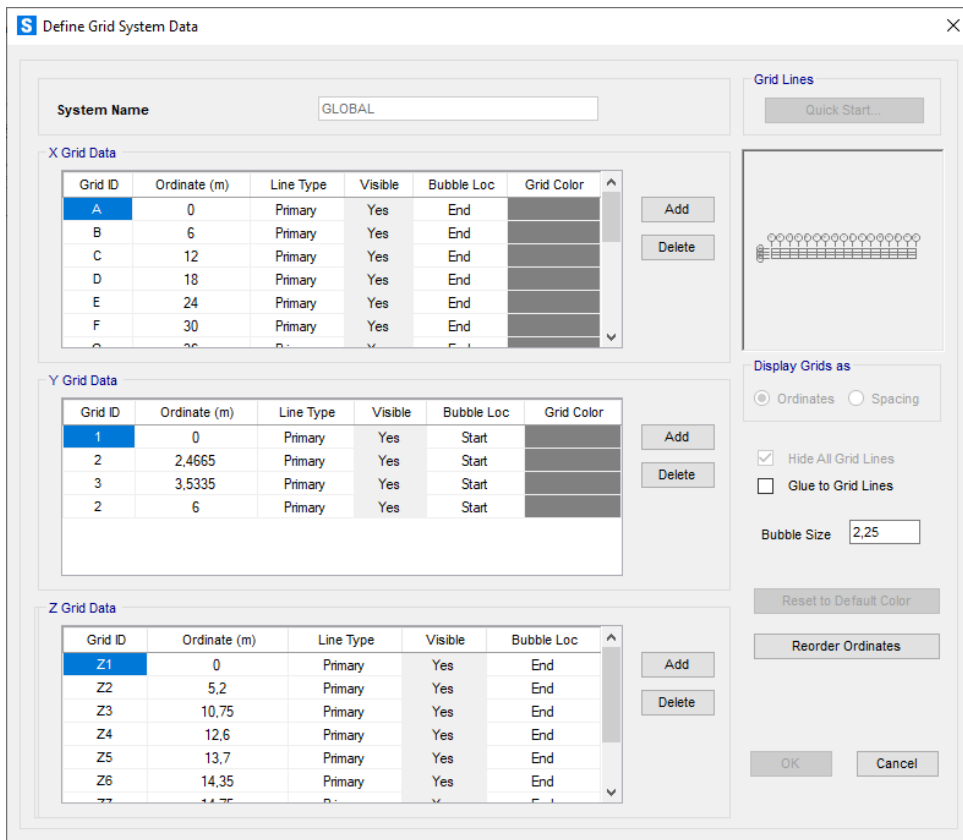 S Define Grid System Data
System Name GLOBAL
Grid Lines
Quick Start...
X Grid Data
Grid ID Ordinate (m) Line Type Visible Bubble Loc Grid Color
A 0 Primary Yes End
B 6 Primary Yes End
C 12 Primary Yes End
D 18 Primary Yes End
E 24 Primary Yes End
F 30 Primary Yes End
Add
Delete
Y Grid Data
Grid ID Ordinate (m) Line Type Visible Bubble Loc Grid Color
1 0 Primary Yes Start
2 2,4665 Primary Yes Start
3 3,5335 Primary Yes Start
2 6 Primary Yes Start
Add
Delete
Display Grids as
Ordinates Spacing
Hide All Grid Lines
Glue to Grid Lines
Bubble Size 2,25
Z Grid Data
Grid ID Ordinate (m) Line Type Visible Bubble Loc
Z1 0 Primary Yes End
Z2 5,2 Primary Yes End
Z3 10,75 Primary Yes End
Z4 12,6 Primary Yes End
Z5 13,7 Primary Yes End
Z6 14,35 Primary Yes End
Add
Delete
Reset to Default Color
Reorder Ordinates
OK Cancel